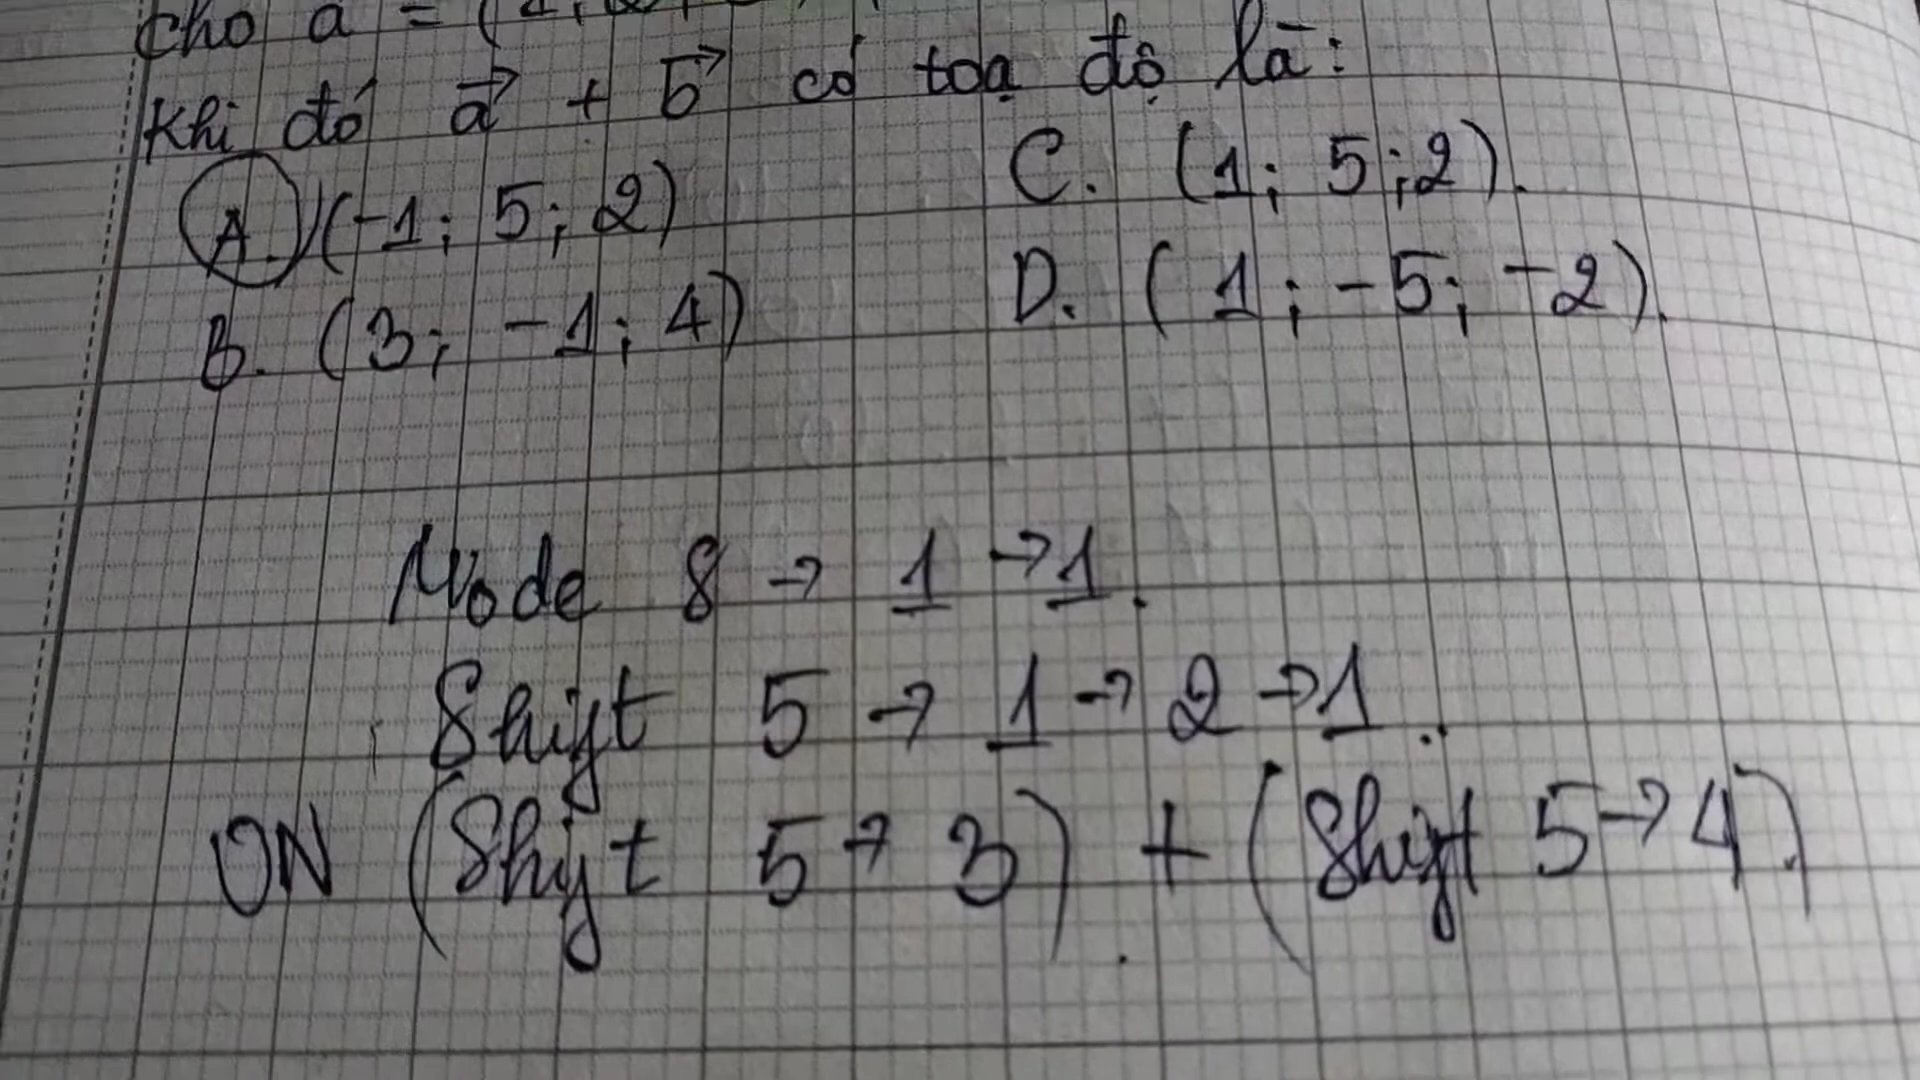 cho a = (
Khi đó a + b có toạ độ là:
A. (-1; 5; 2)
C. (1; 5; 2).
B. (3; -1; 4)
D. (1; -5; -2).
Mode 8 → 1 → 1.
Shift 5 → 1 → 2 → 1.
ON (Shift 5 → 3) + (Shift 5 → 4)